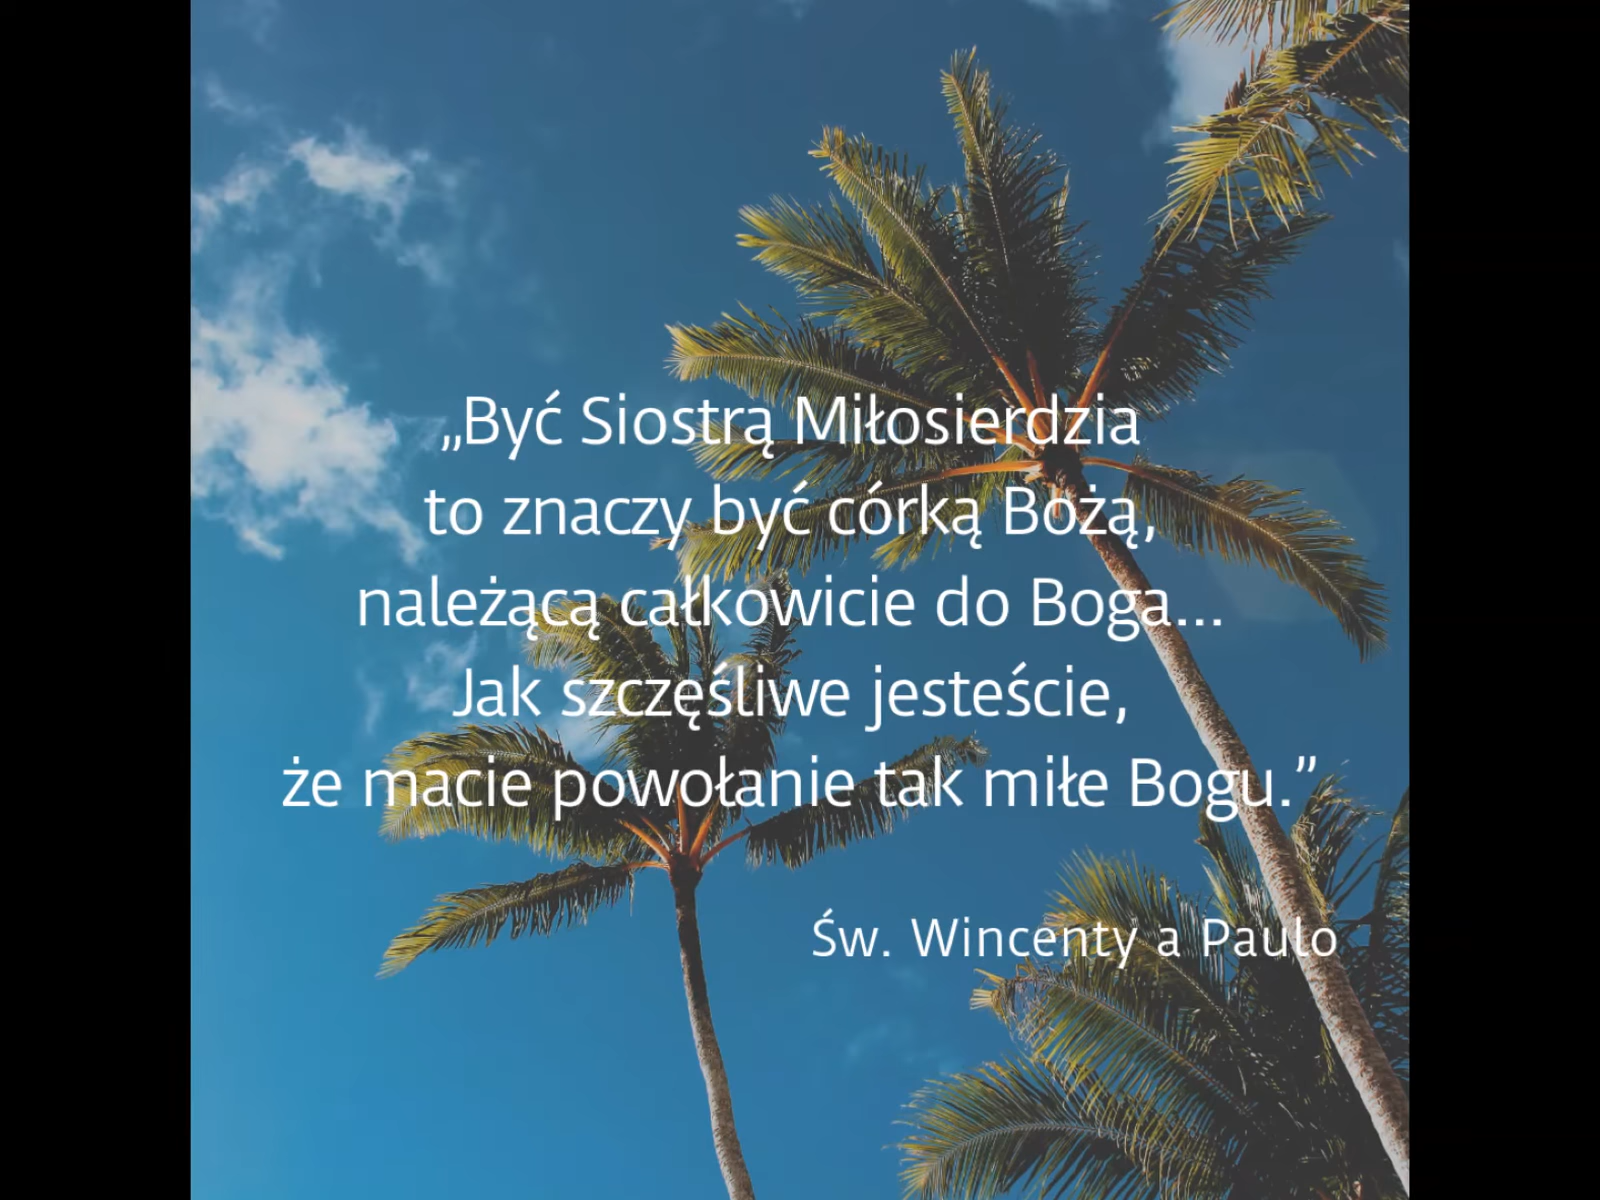 „Być Siostrą Miłosierdzia
to znaczy być córką Bożą,
należącą całkowicie do Boga...
Jak szczęśliwe jesteście,
że macie powołanie tak miłe Bogu.”
Św. Wincenty a Paulo